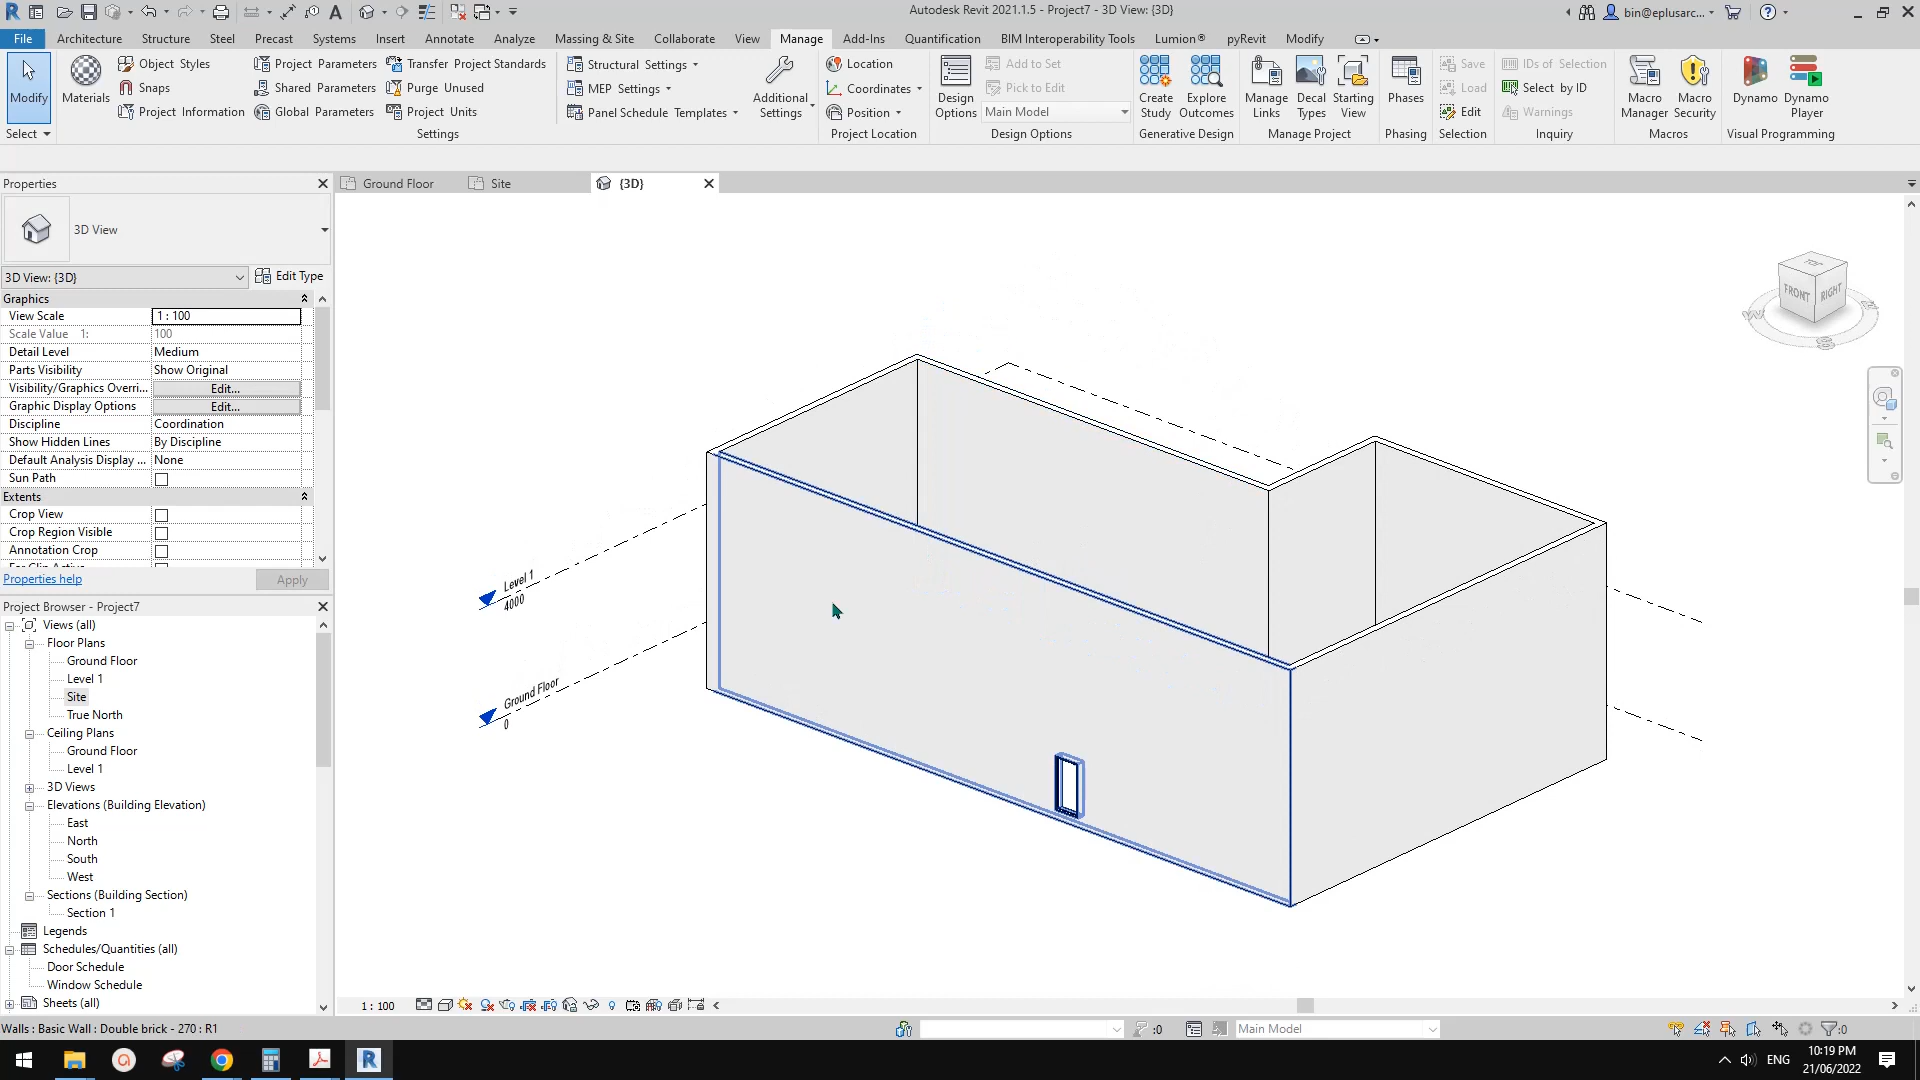 Autodesk Revit 2021.1.5 - Project7 - 3D View: {3D}
bin@eplusarc...
File Architecture Structure Steel Precast Systems Insert Annotate Analyze Massing & Site Collaborate View Manage Add-Ins Quantification BIM Interoperability Tools Lumion® pyRevit Modify
Modify
Select
Materials
Object Styles
Snaps
Project Information
Project Parameters
Shared Parameters
Global Parameters
Transfer Project Standards
Purge Unused
Project Units
Settings
Structural Settings
MEP Settings
Panel Schedule Templates
Additional
Settings
Location
Coordinates
Position
Project Location
Design
Options
Add to Set
Pick to Edit
Main Model
Design Options
Create
Study
Explore
Outcomes
Generative Design
Manage
Links
Decal
Types
Starting
View
Manage Project
Phases
Phasing
Save
Load
Edit
Selection
IDs of Selection
Select by ID
Warnings
Inquiry
Macro
Manager
Macro
Security
Macros
Dynamo
Dynamo
Player
Visual Programming
Properties
3D View
3D View: {3D}
Edit Type
Graphics
View Scale 1 : 100
Scale Value 1: 100
Detail Level Medium
Parts Visibility Show Original
Visibility/Graphics Overri... Edit...
Graphic Display Options Edit...
Discipline Coordination
Show Hidden Lines By Discipline
Default Analysis Display ... None
Sun Path
Extents
Crop View
Crop Region Visible
Annotation Crop
Properties help
Apply
Project Browser - Project7
Views (all)
Floor Plans
Ground Floor
Level 1
Site
True North
Ceiling Plans
Ground Floor
Level 1
3D Views
Elevations (Building Elevation)
East
North
South
West
Sections (Building Section)
Section 1
Legends
Schedules/Quantities (all)
Door Schedule
Window Schedule
Sheets (all)
Ground Floor
Site
{3D}
Level 1
4000
Ground Floor
0
TOP
FRONT
RIGHT
W
S
1 : 100
Walls : Basic Wall : Double brick - 270 : R1
:0
Main Model
:0
ENG
10:19 PM
21/06/2022